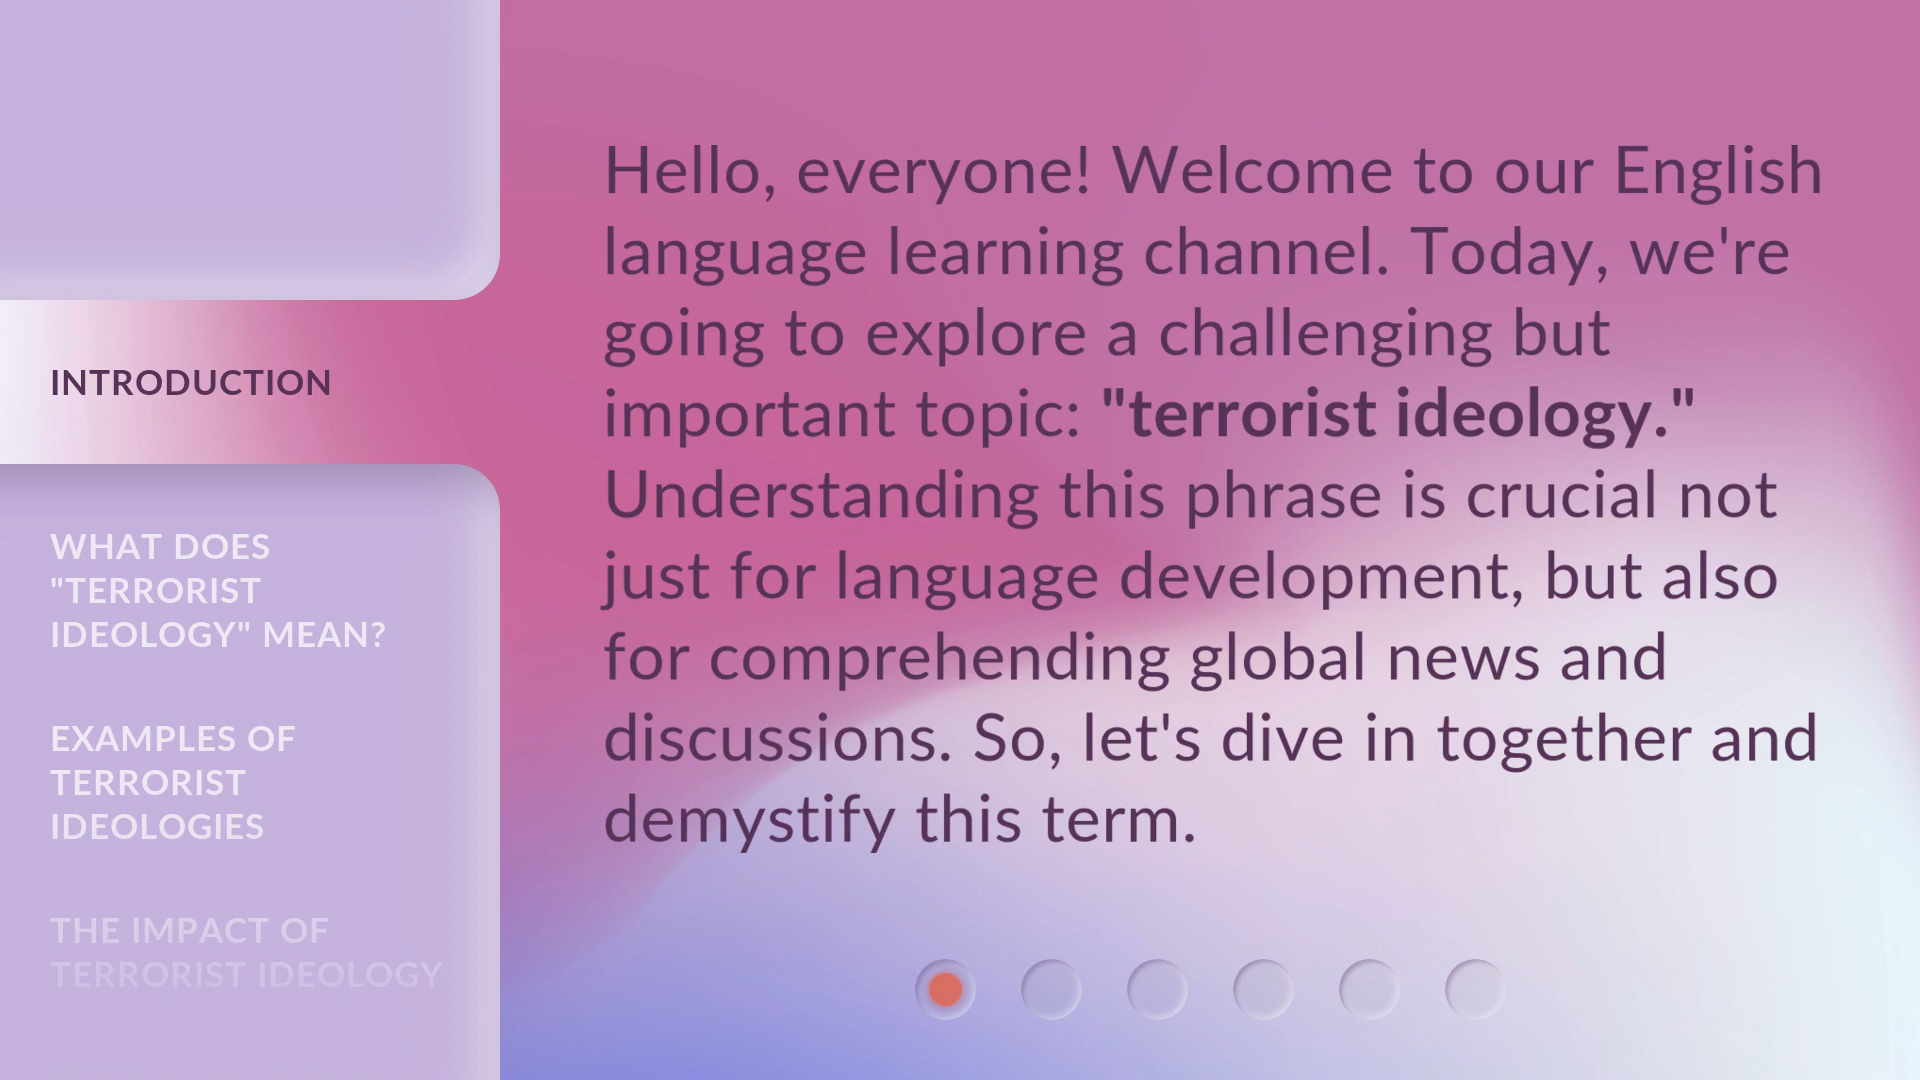 INTRODUCTION
WHAT DOES
"TERRORIST
IDEOLOGY" MEAN?
EXAMPLES OF
TERRORIST
IDEOLOGIES
THE IMPACT OF
TERRORIST IDEOLOGY
Hello, everyone! Welcome to our English
language learning channel. Today, we're
going to explore a challenging but
important topic: "terrorist ideology."
Understanding this phrase is crucial not
just for language development, but also
for comprehending global news and
discussions. So, let's dive in together and
demystify this term.